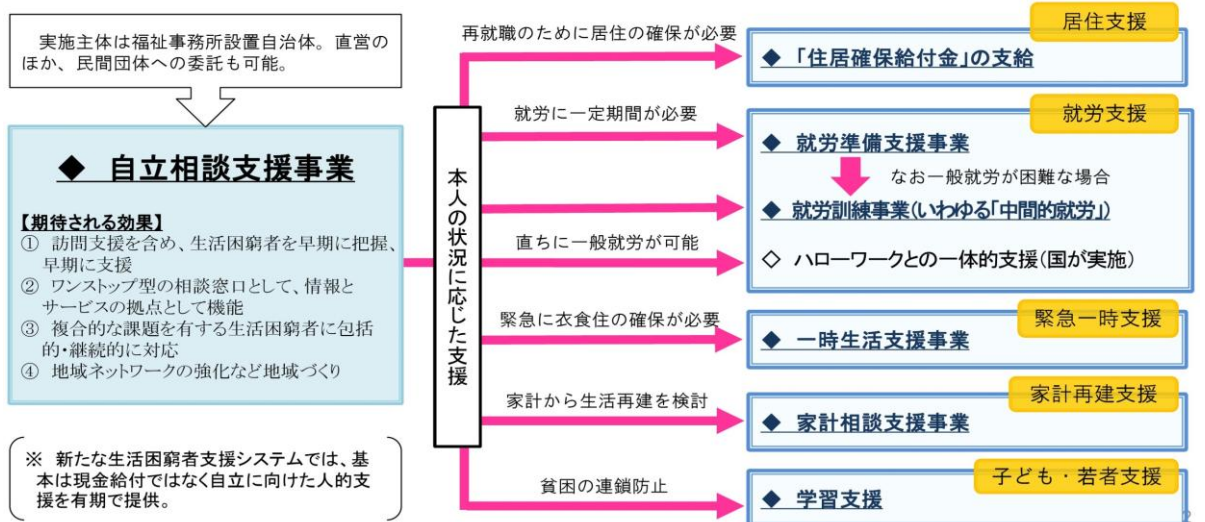 実施主体は福祉事務所設置自治体。直営の
ほか、民間団体への委託も可能。
◆ 自立相談支援事業
【期待される効果】
① 訪問支援を含め、生活困窮者を早期に把握、
早期に支援
② ワンストップ型の相談窓口として、情報と
サービスの拠点として機能
③ 複合的な課題を有する生活困窮者に包括
的・継続的に対応
④ 地域ネットワークの強化など地域づくり
※ 新たな生活困窮者支援システムでは、基
本は現金給付ではなく自立に向けた人的支
援を有期で提供。
本人の状況に応じた支援
再就職のために居住の確保が必要
居住支援
◆ 「住居確保給付金」の支給
就労に一定期間が必要
就労支援
◆ 就労準備支援事業
なお一般就労が困難な場合
◆ 就労訓練事業(いわゆる「中間的就労」)
直ちに一般就労が可能
◇ ハローワークとの一体的支援(国が実施)
緊急に衣食住の確保が必要
緊急一時支援
◆ 一時生活支援事業
家計から生活再建を検討
家計再建支援
◆ 家計相談支援事業
貧困の連鎖防止
子ども・若者支援
◆ 学習支援